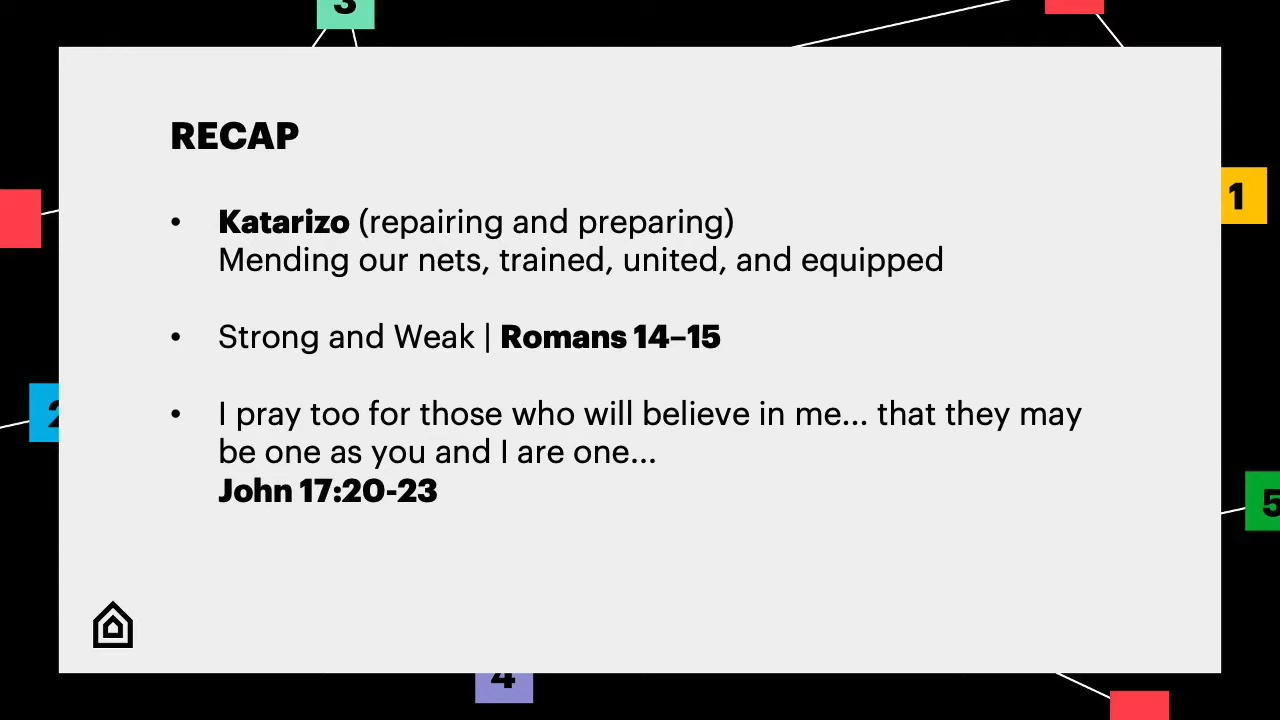 3
RECAP
1
• Katarizo (repairing and preparing)
Mending our nets, trained, united, and equipped
• Strong and Weak | Romans 14–15
2
• I pray too for those who will believe in me... that they may
be one as you and I are one...
John 17:20-23
5
4